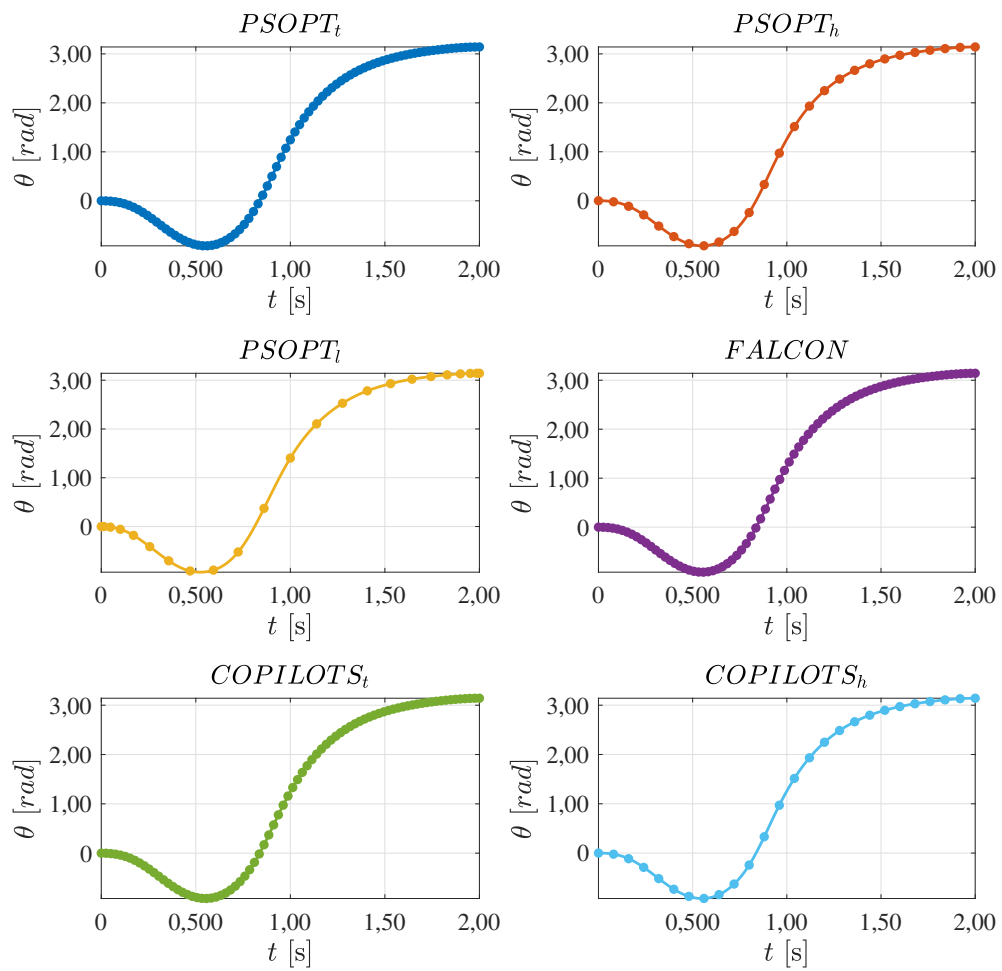 PSOPT_t
3,00
2,00
1,00
0
θ [rad]
0 0,500 1,00 1,50 2,00
t [s]
PSOPT_h
3,00
2,00
1,00
0
θ [rad]
0 0,500 1,00 1,50 2,00
t [s]
PSOPT_l
3,00
2,00
1,00
0
θ [rad]
0 0,500 1,00 1,50 2,00
t [s]
FALCON
3,00
2,00
1,00
0
θ [rad]
0 0,500 1,00 1,50 2,00
t [s]
COPILOTS_t
3,00
2,00
1,00
0
θ [rad]
0 0,500 1,00 1,50 2,00
t [s]
COPILOTS_h
3,00
2,00
1,00
0
θ [rad]
0 0,500 1,00 1,50 2,00
t [s]